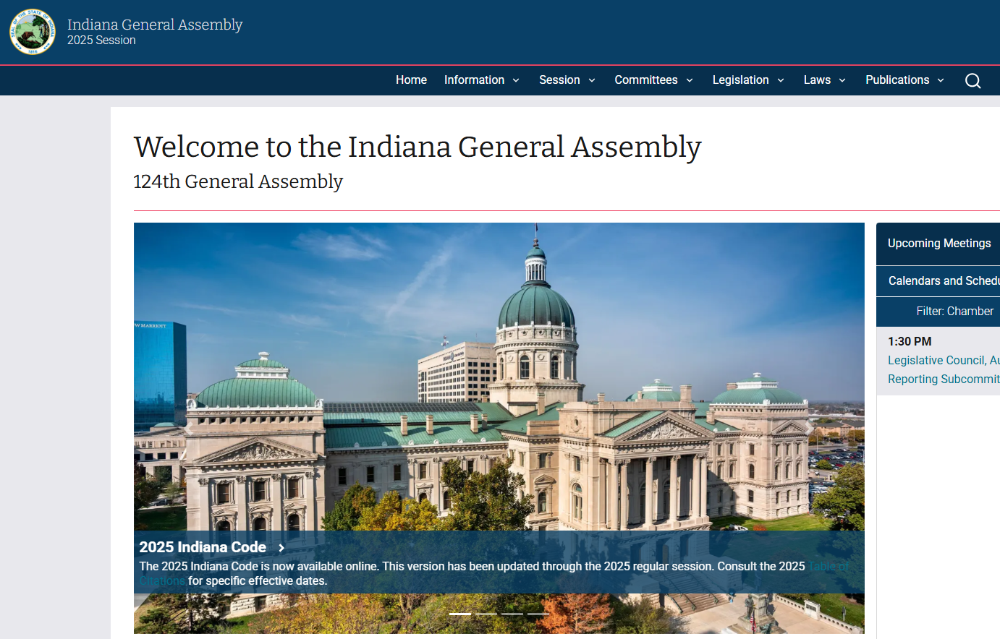 SEAL OF THE STATE OF INDIANA
1816
Indiana General Assembly
2025 Session
Home Information Session Committees Legislation Laws Publications
Welcome to the Indiana General Assembly
124th General Assembly
JW MARRIOTT
2025 Indiana Code
The 2025 Indiana Code is now available online. This version has been updated through the 2025 regular session. Consult the 2025 Table of
Citations for specific effective dates.
Upcoming Meetings
Calendars and Schedu
Filter: Chamber
1:30 PM
Legislative Council, Au
Reporting Subcommit